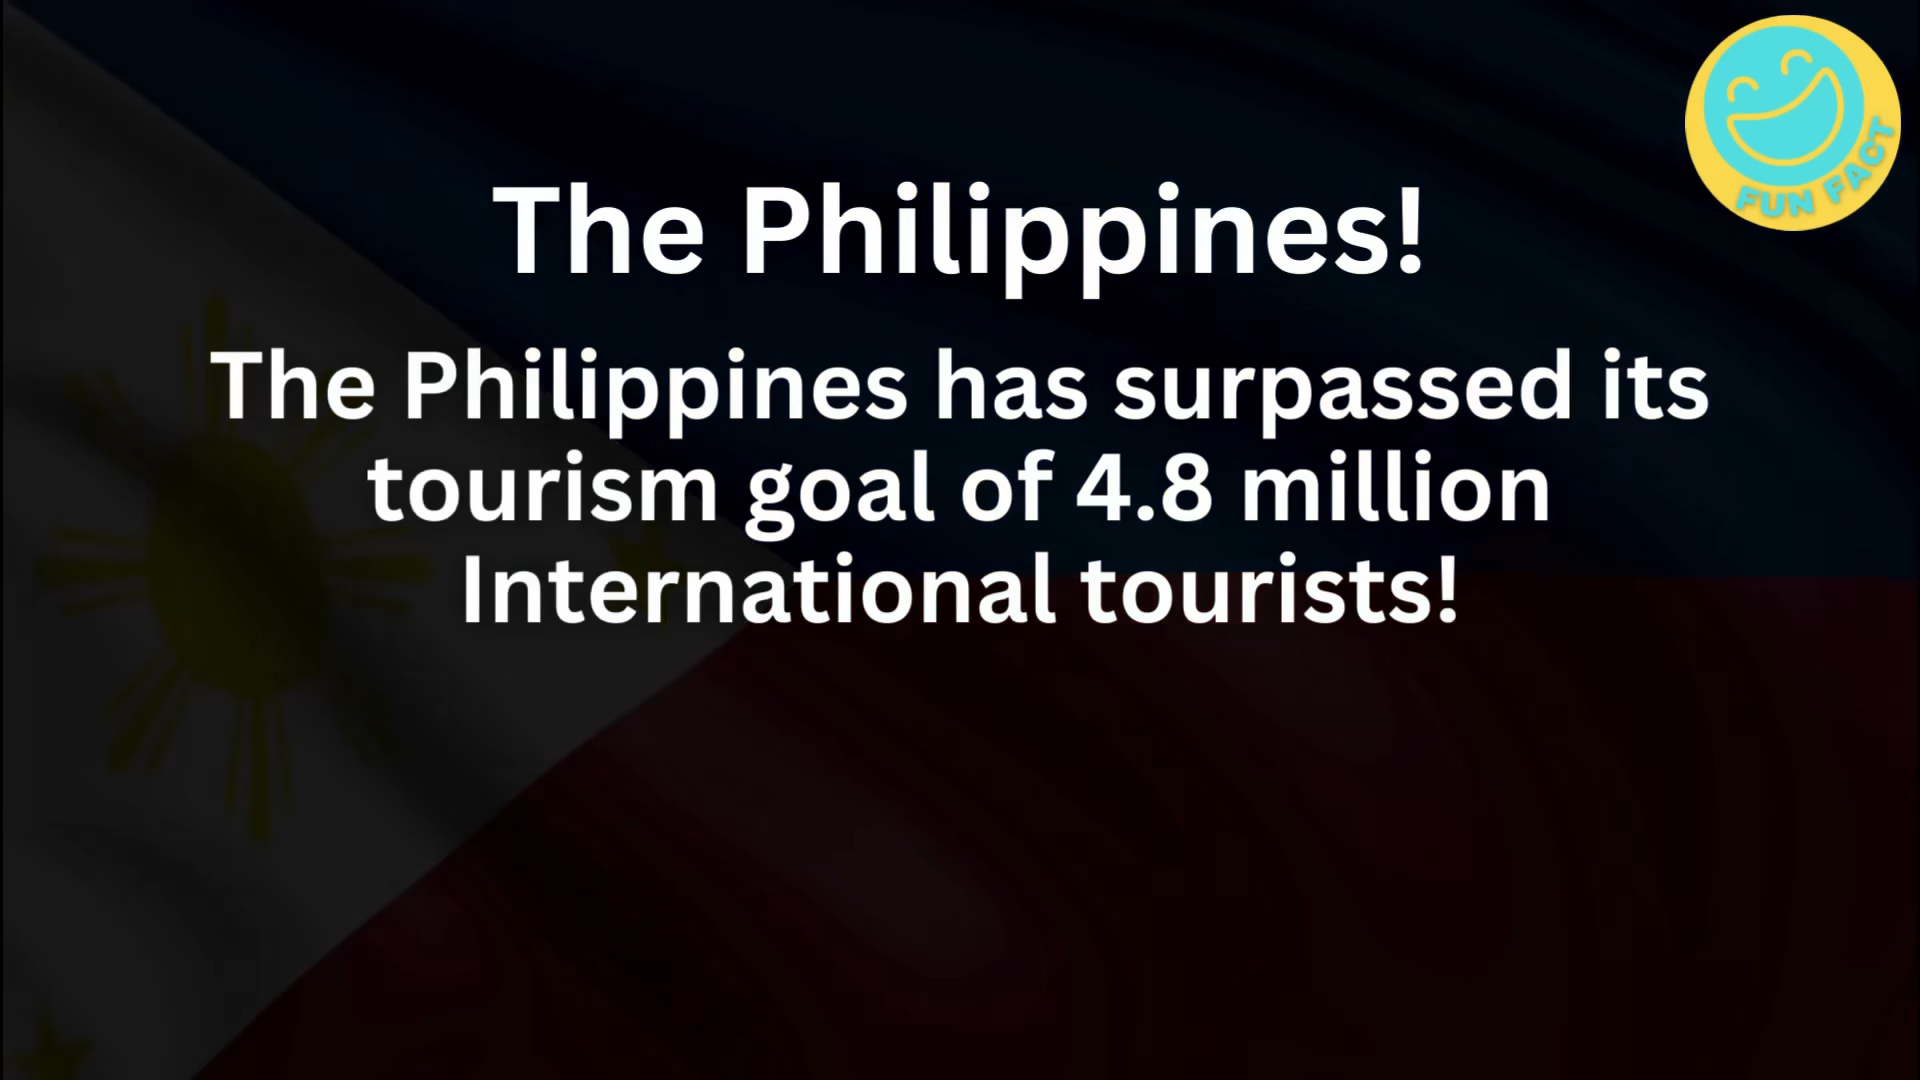 FUN FACT
The Philippines!
The Philippines has surpassed its
tourism goal of 4.8 million
International tourists!